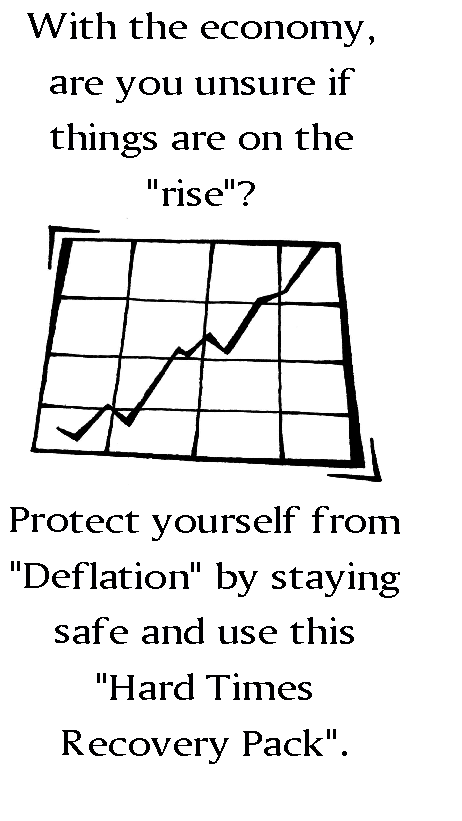 With the economy,
are you unsure if
things are on the
"rise"?
Protect yourself from
"Deflation" by staying
safe and use this
"Hard Times
Recovery Pack".